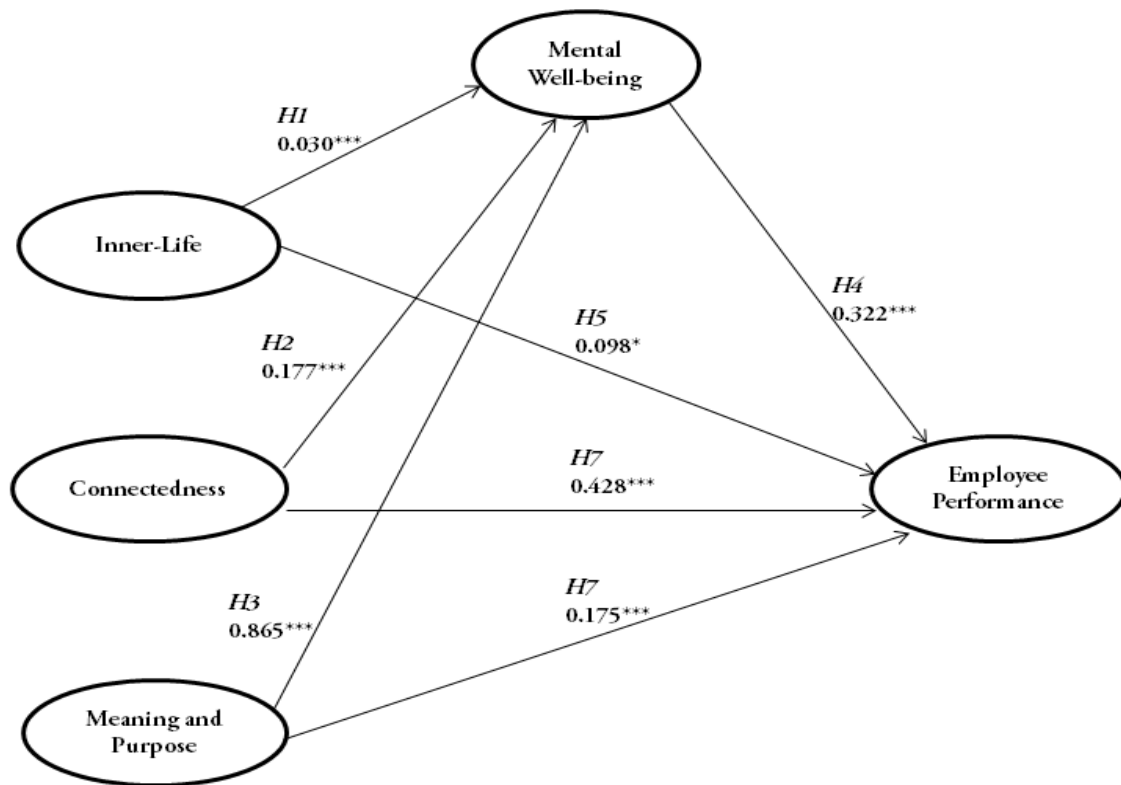 Mental
Well-being
H1
0.030***
Inner-Life
H4
0.322***
H5
0.098*
H2
0.177***
H7
0.428***
Connectedness
Employee
Performance
H7
0.175***
H3
0.865***
Meaning and
Purpose